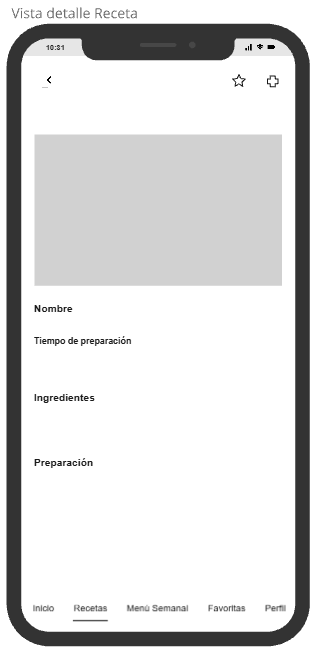 Vista detalle Receta
10:31
Nombre
Tiempo de preparación
Ingredientes
Preparación
Inicio Recetas Menú Semanal Favoritas Perfil